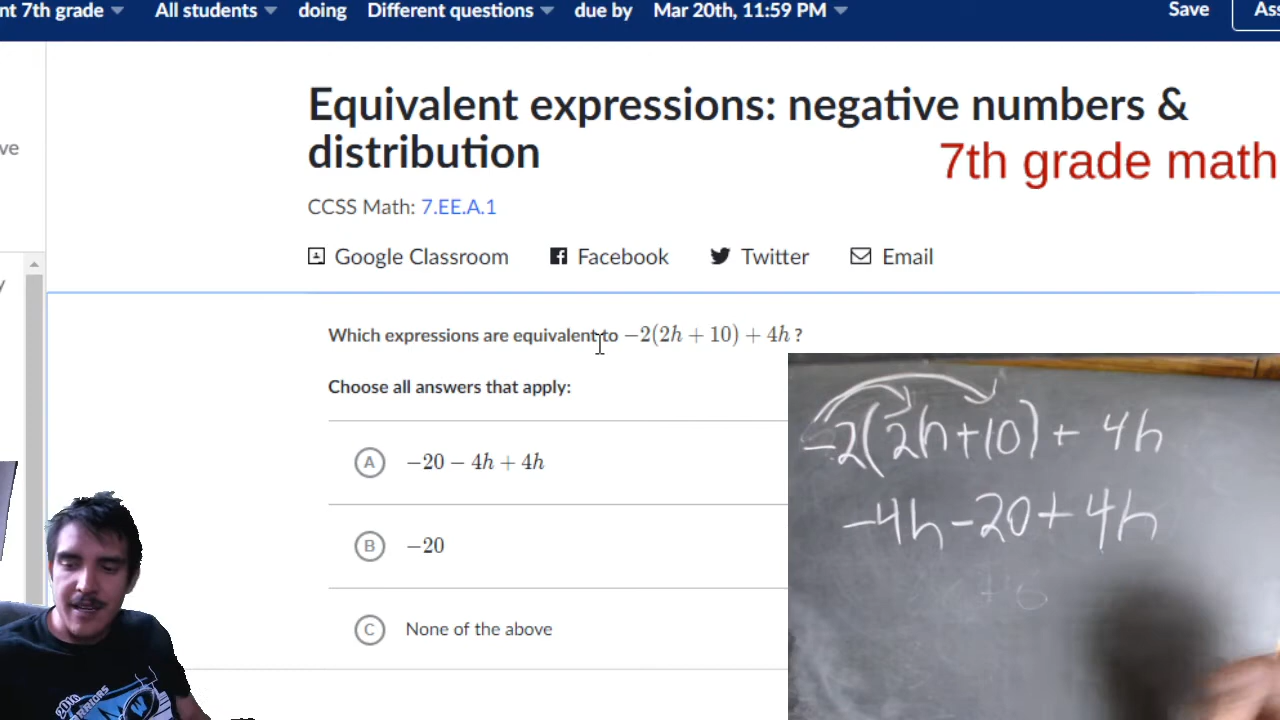 nt 7th grade All students doing Different questions due by Mar 20th, 11:59 PM Save Ass
ve
Equivalent expressions: negative numbers &
distribution
7th grade math
CCSS Math: 7.EE.A.1
Google Classroom Facebook Twitter Email
y
Which expressions are equivalent to −2(2h + 10) + 4h ?
Choose all answers that apply:
A −20 − 4h + 4h
B −20
C None of the above
-2(2h+10) + 4h
-4h-20+4h